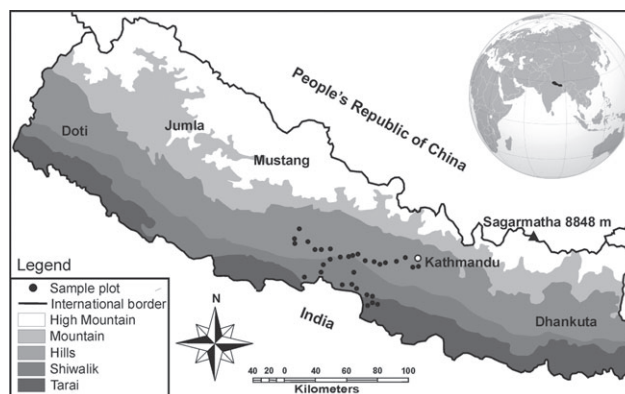 People's Republic of China
Doti
Jumla
Mustang
Sagarmatha 8848 m
Kathmandu
Dhankuta
India
N
Legend
Sample plot
International border
High Mountain
Mountain
Hills
Shiwalik
Tarai
40 20 0 20 40 60 80 100
Kilometers